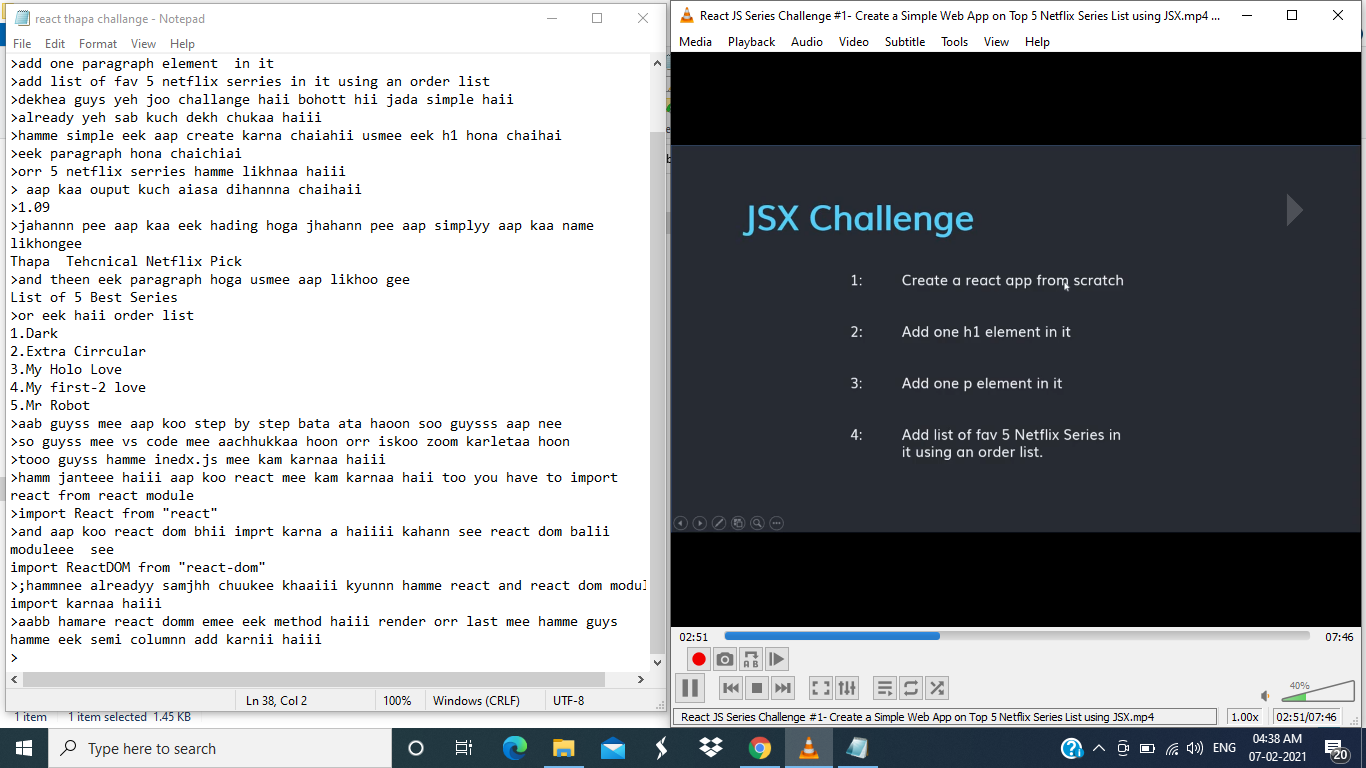 react thapa challange - Notepad
File Edit Format View Help
>add one paragraph element  in it
>add list of fav 5 netflix serries in it using an order list
>dekhea guys yeh joo challange haii bohott hii jada simple haii
>already yeh sab kuch dekh chukaa haiii
>hamme simple eek aap create karna chaiahii usmee eek h1 hona chaihai
>eek paragraph hona chaichiai
>orr 5 netflix serries hamme likhnaa haiii
> aap kaa ouput kuch aiasa dihannna chaihaii
>1.09
>jahannn pee aap kaa eek hading hoga jhahann pee aap simplyy aap kaa name
likhongee
Thapa  Tehcnical Netflix Pick
>and theen eek paragraph hoga usmee aap likhoo gee
List of 5 Best Series
>or eek haii order list
1.Dark
2.Extra Cirrcular
3.My Holo Love
4.My first-2 love
5.Mr Robot
>aab guyss mee aap koo step by step bata ata haoon soo guysss aap nee
>so guyss mee vs code mee aachhukkaa hoon orr iskoo zoom karletaa hoon
>tooo guyss hamme inedx.js mee kam karnaa haiii
>hamm janteee haiii aap koo react mee kam karnaa haii too you have to import
react from react module
>import React from "react"
>and aap koo react dom bhii imprt karna a haiiii kahann see react dom balii
moduleee  see
import ReactDOM from "react-dom"
>;hammnee alreadyy samjhh chuukee khaaiii kyunnn hamme react and react dom modul
import karnaa haiii
>aabb hamare react domm emee eek method haiii render orr last mee hamme guys
hamme eek semi columnn add karnii haiii
>
Ln 38, Col 2 100% Windows (CRLF) UTF-8
1 item 1 item selected 1.45 KB
React JS Series Challenge #1- Create a Simple Web App on Top 5 Netflix Series List using JSX.mp4 ...
Media Playback Audio Video Subtitle Tools View Help
JSX Challenge
1: Create a react app from scratch
2: Add one h1 element in it
3: Add one p element in it
4: Add list of fav 5 Netflix Series in
it using an order list.
02:51 07:46
40%
React JS Series Challenge #1- Create a Simple Web App on Top 5 Netflix Series List using JSX.mp4 1.00x 02:51/07:46
Type here to search
ENG
04:38 AM
07-02-2021
20